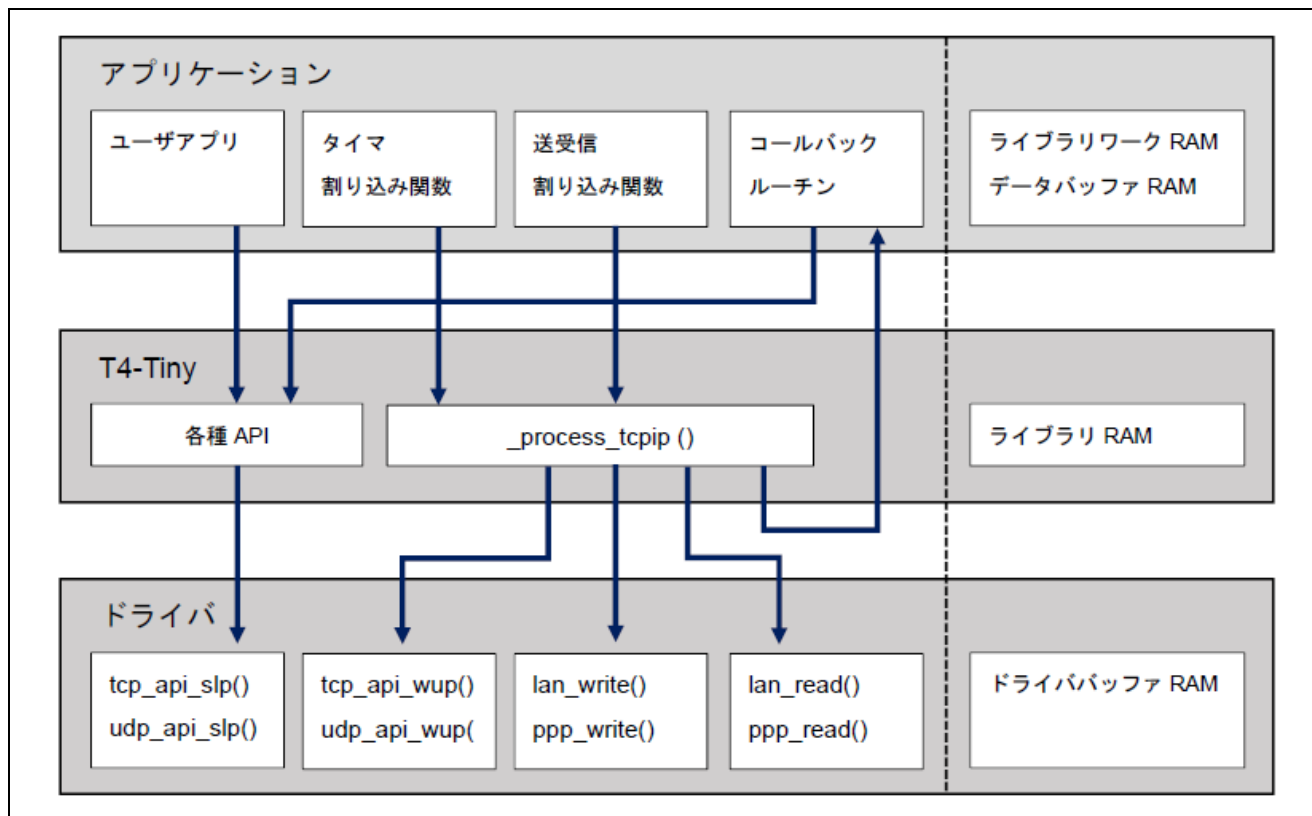 アプリケーション
ユーザアプリ
タイマ
割り込み関数
送受信
割り込み関数
コールバック
ルーチン
ライブラリワーク RAM
データバッファ RAM
T4-Tiny
各種 API
_process_tcpip ()
ライブラリ RAM
ドライバ
tcp_api_slp()
udp_api_slp()
tcp_api_wup()
udp_api_wup(
lan_write()
ppp_write()
lan_read()
ppp_read()
ドライババッファ RAM